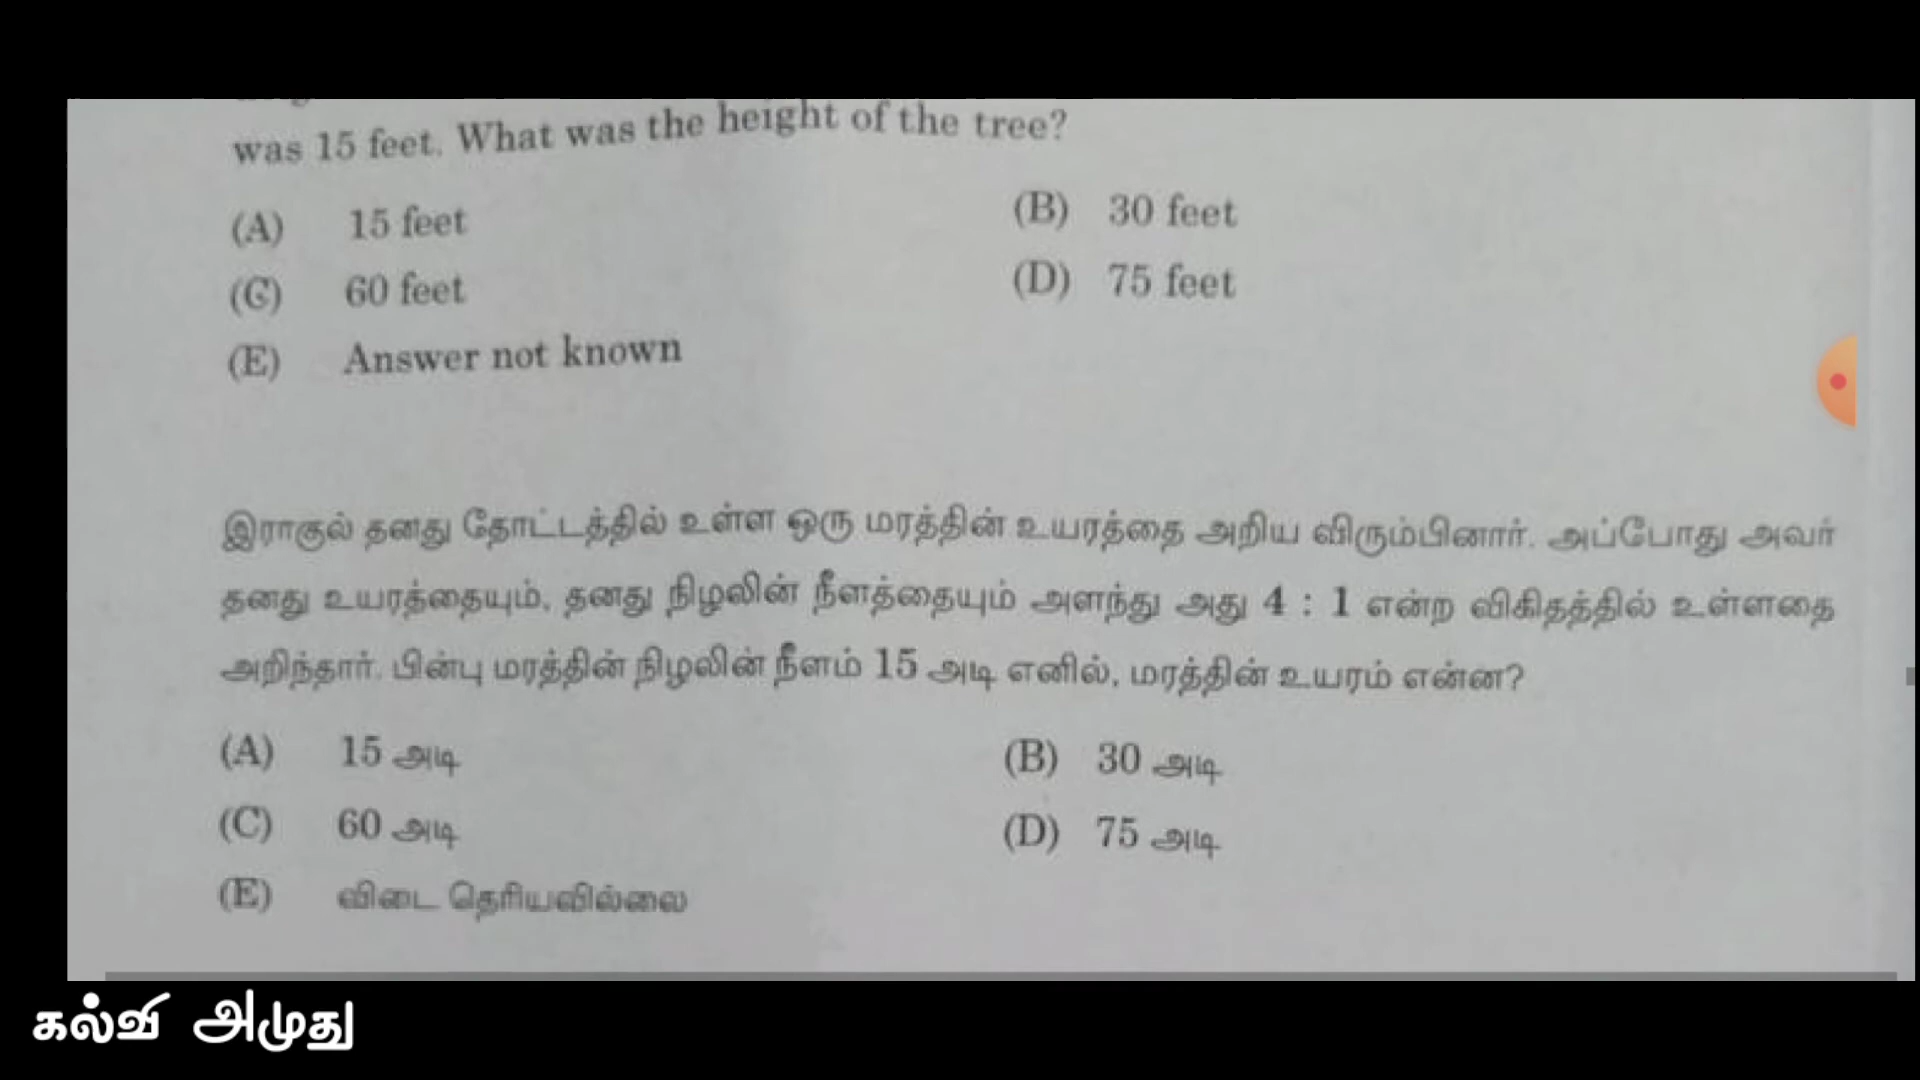 was 15 feet. What was the height of the tree?
(A) 15 feet (B) 30 feet
(C) 60 feet (D) 75 feet
(E) Answer not known
இராகுல் தனது தோட்டத்தில் உள்ள ஒரு மரத்தின் உயரத்தை அறிய விரும்பினார். அப்போது அவர்
தனது உயரத்தையும், தனது நிழலின் நீளத்தையும் அளந்து அது 4 : 1 என்ற விகிதத்தில் உள்ளதை
அறிந்தார். பின்பு மரத்தின் நிழலின் நீளம் 15 அடி எனில், மரத்தின் உயரம் என்ன?
(A) 15 அடி (B) 30 அடி
(C) 60 அடி (D) 75 அடி
(E) விடை தெரியவில்லை
கல்வி அமுது